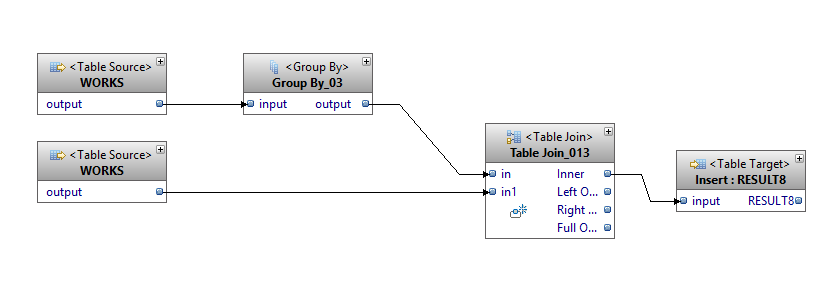 <Table Source>
WORKS
output
<Group By>
Group By_03
input output
<Table Source>
WORKS
output
<Table Join>
Table Join_013
in Inner
in1 Left O...
Right ...
Full O...
<Table Target>
Insert : RESULT8
input RESULT8